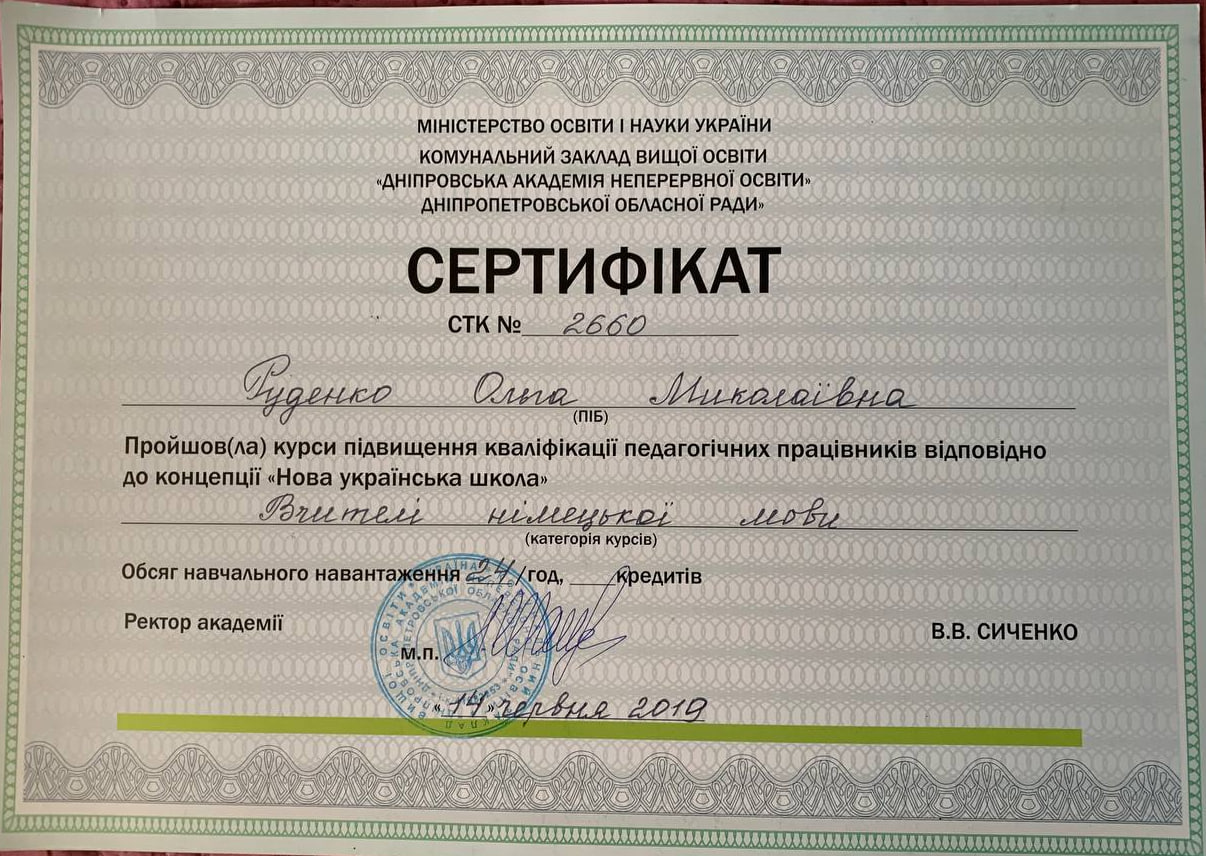 МІНІСТЕРСТВО ОСВІТИ І НАУКИ УКРАЇНИ
КОМУНАЛЬНИЙ ЗАКЛАД ВИЩОЇ ОСВІТИ
«ДНІПРОВСЬКА АКАДЕМІЯ НЕПЕРЕРВНОЇ ОСВІТИ»
ДНІПРОПЕТРОВСЬКОЇ ОБЛАСНОЇ РАДИ»
СЕРТИФІКАТ
СТК № 2660
Руденко Ольга Миколаївна
(ПІБ)
Пройшов(ла) курси підвищення кваліфікації педагогічних працівників відповідно
до концепції «Нова українська школа»
Вчителі німецької мови
(категорія курсів)
Обсяг навчального навантаження 24 год, ___ кредитів
Ректор академії
В.В. СИЧЕНКО
м.п.
«14» червня 2019